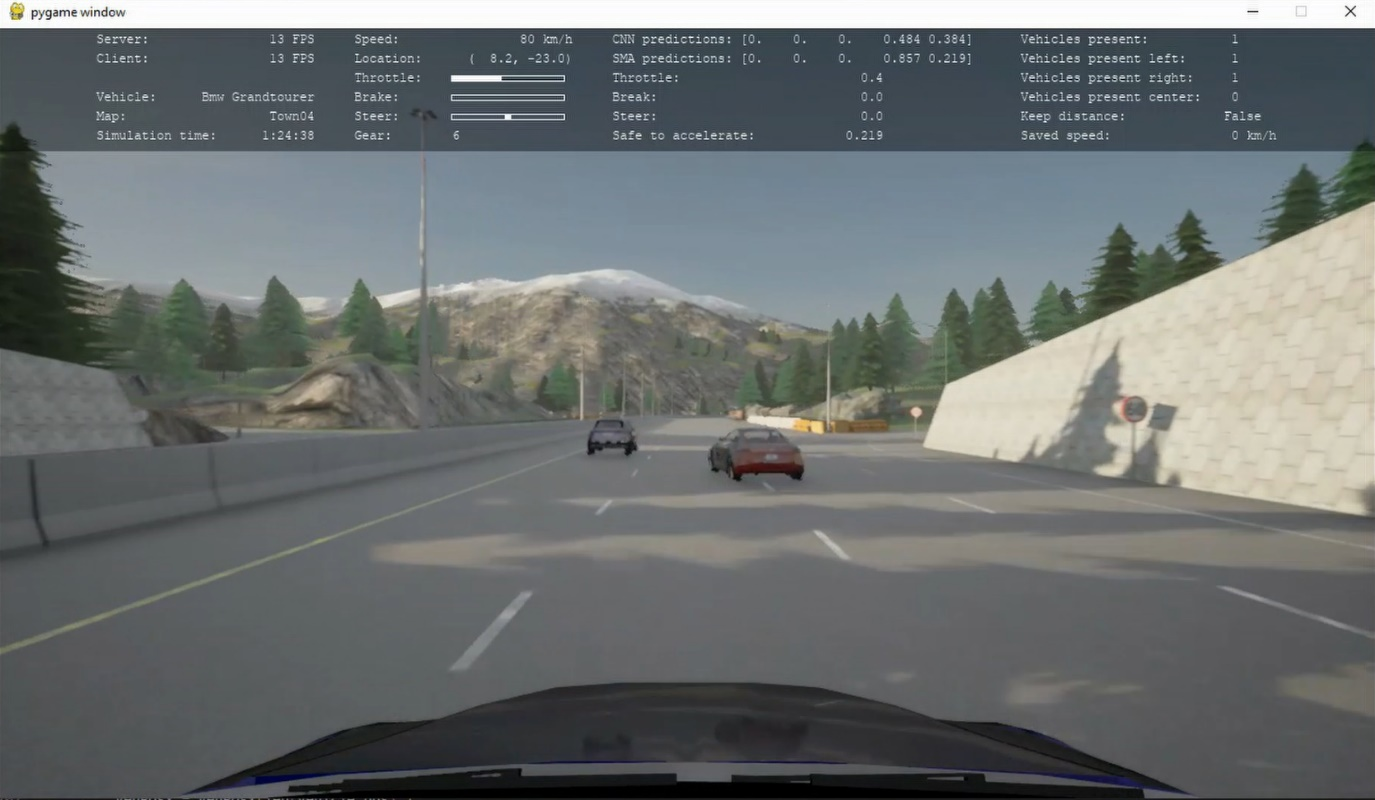 pygame window
Server: 13 FPS Speed: 80 km/h CNN predictions: [0. 0. 0. 0.484 0.384] Vehicles present: 1
Client: 13 FPS Location: ( 8.2, -23.0) SMA predictions: [0. 0. 0. 0.857 0.219] Vehicles present left: 1
Throttle: Throttle: 0.4 Vehicles present right: 1
Vehicle: Bmw Grandtourer Brake: Break: 0.0 Vehicles present center: 0
Map: Town04 Steer: Steer: 0.0 Keep distance: False
Simulation time: 1:24:38 Gear: 6 Safe to accelerate: 0.219 Saved speed: 0 km/h